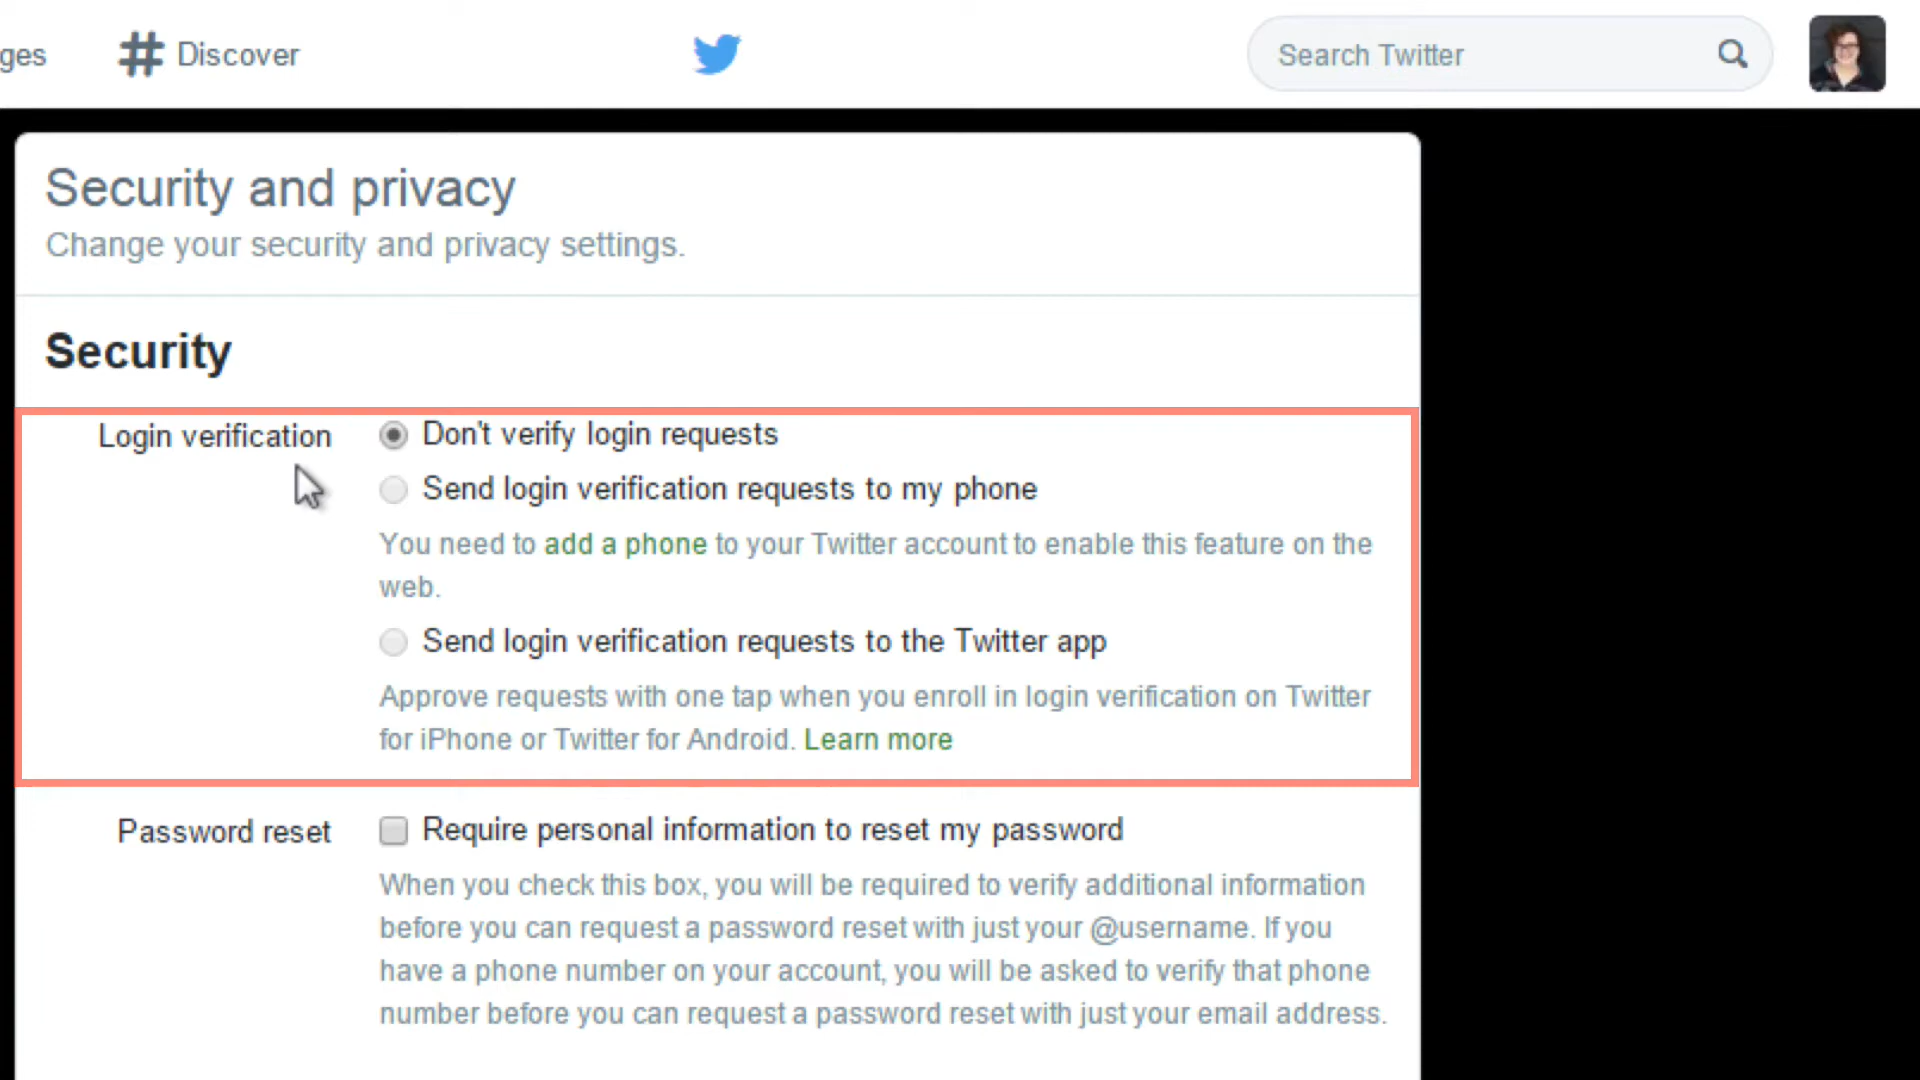 ges
Discover
Search Twitter
Security and privacy
Change your security and privacy settings.
Security
Login verification
Don't verify login requests
Send login verification requests to my phone
You need to add a phone to your Twitter account to enable this feature on the
web.
Send login verification requests to the Twitter app
Approve requests with one tap when you enroll in login verification on Twitter
for iPhone or Twitter for Android. Learn more
Password reset
Require personal information to reset my password
When you check this box, you will be required to verify additional information
before you can request a password reset with just your @username. If you
have a phone number on your account, you will be asked to verify that phone
number before you can request a password reset with just your email address.